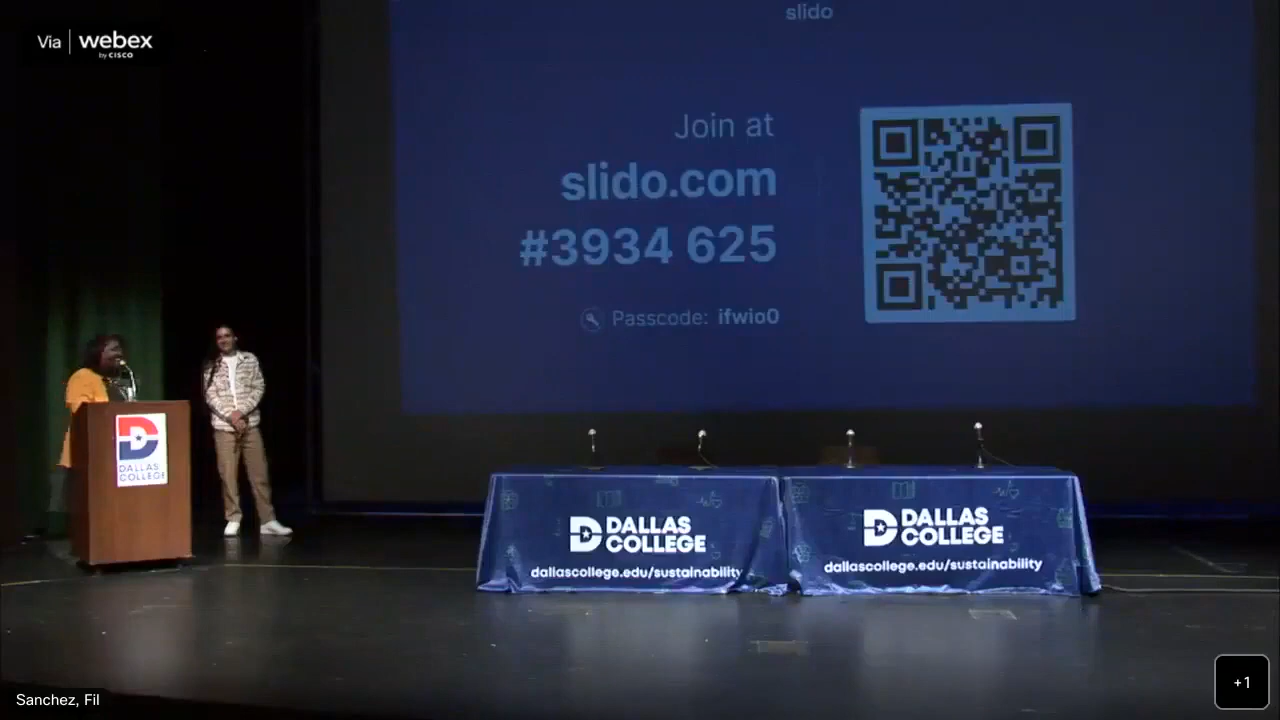 Via webex
by CISCO
slido
Join at
slido.com
#3934 625
Passcode: ifwio0
DALLAS
COLLEGE
DALLAS
COLLEGE
dallascollege.edu/sustainability
DALLAS
COLLEGE
dallascollege.edu/sustainability
Sanchez, Fil
+1